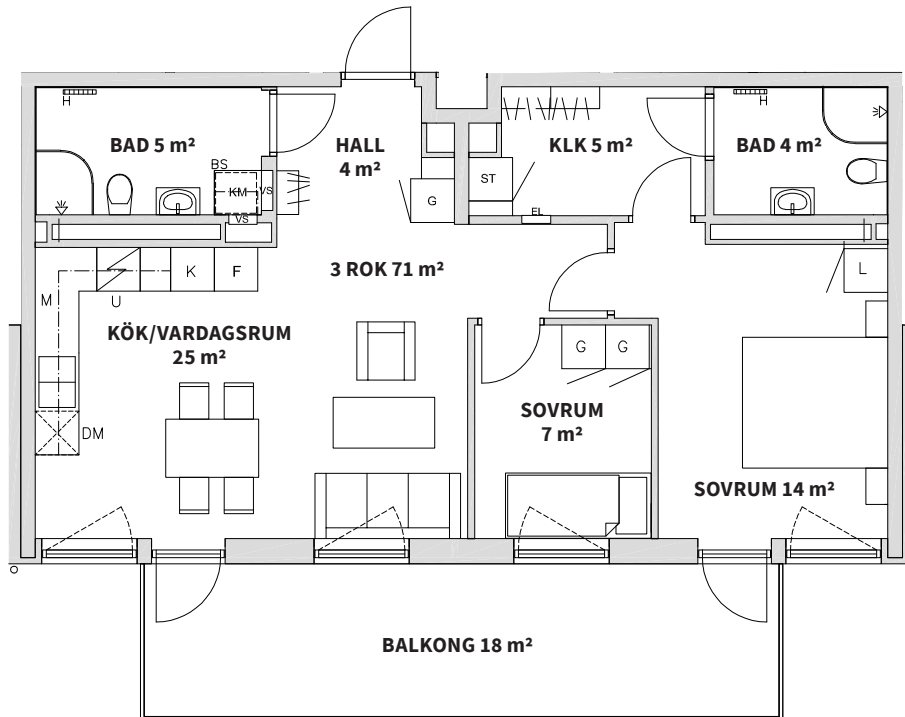 H
BAD 5 m²
BS
KM
VS
VS
HALL
4 m²
G
KLK 5 m²
ST
EL
H
BAD 4 m²
3 ROK 71 m²
L
M
U
K
F
KÖK/VARDAGSRUM
25 m²
DM
G
G
SOVRUM
7 m²
SOVRUM 14 m²
BALKONG 18 m²